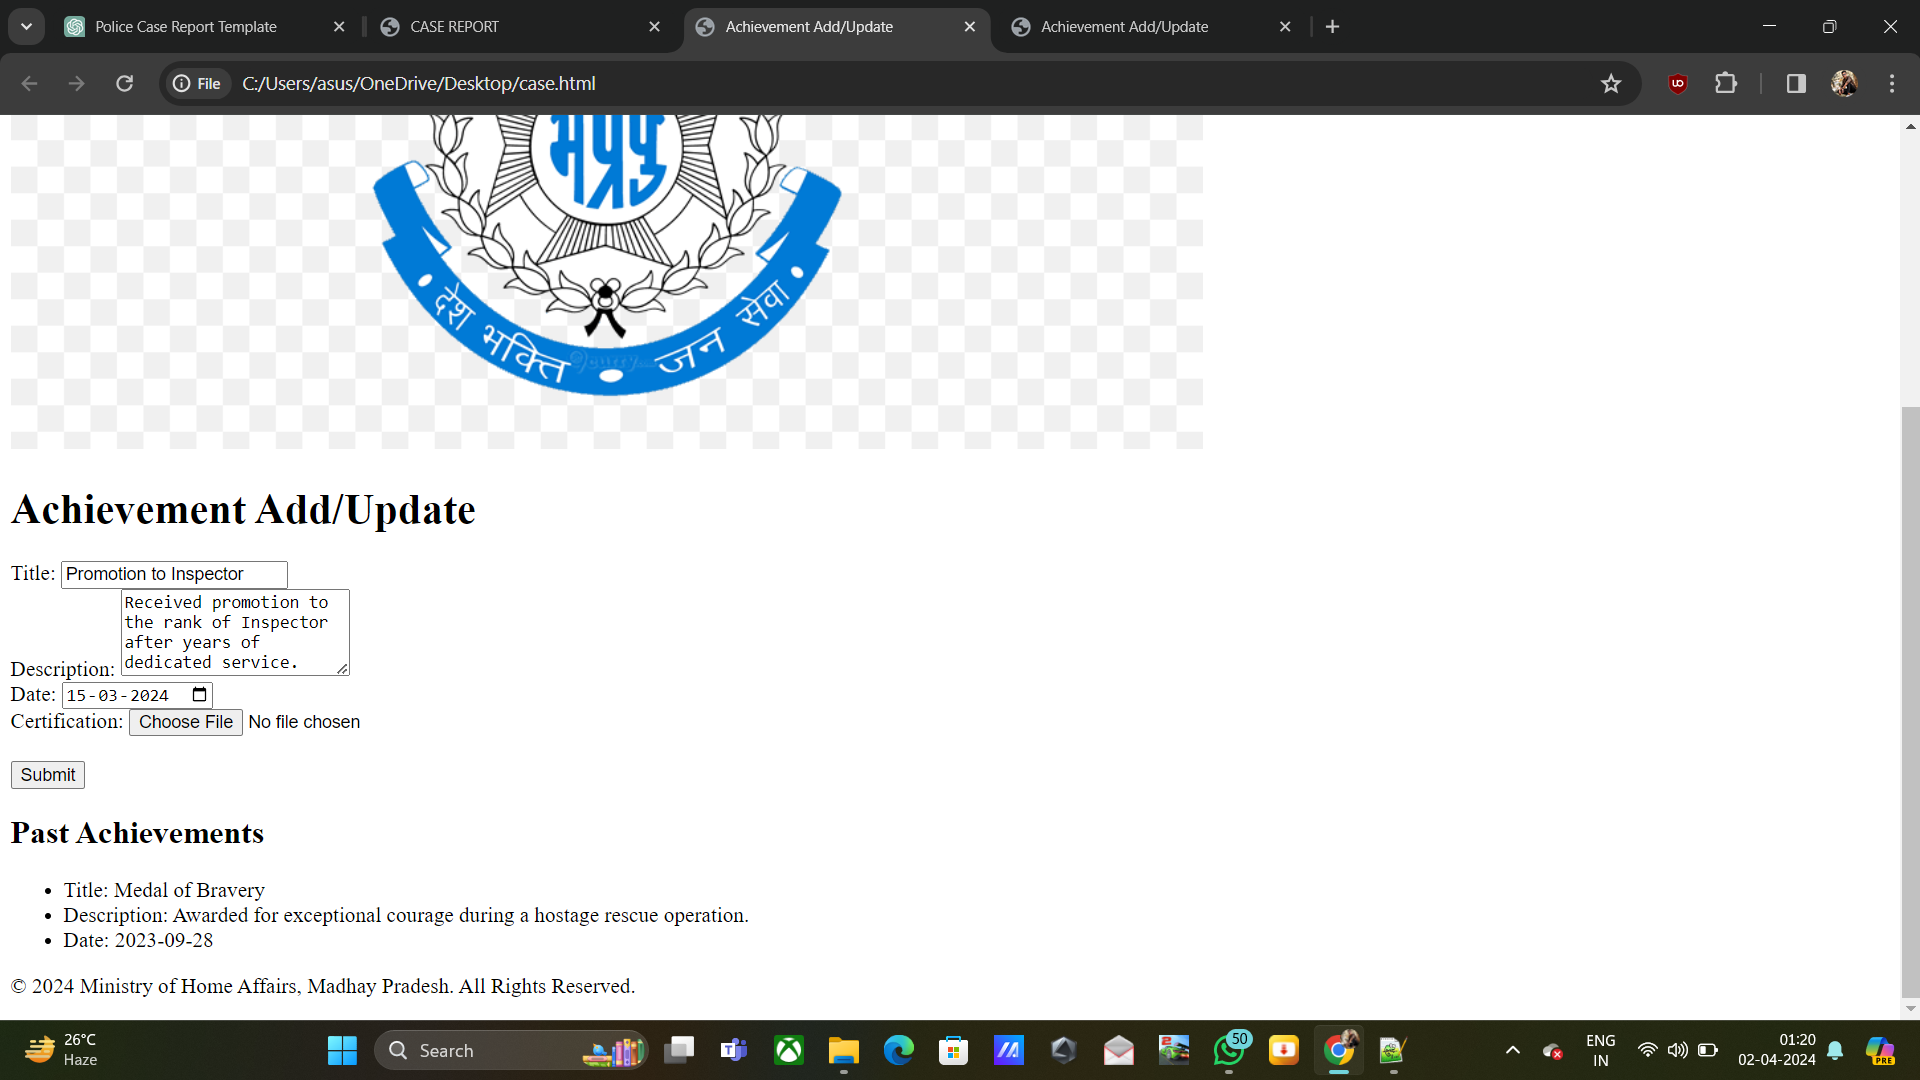 Police Case Report Template
CASE REPORT
Achievement Add/Update
Achievement Add/Update
File
C:/Users/asus/OneDrive/Desktop/case.html
देश भक्ति जन सेवा
Achievement Add/Update
Title: Promotion to Inspector
Received promotion to
the rank of Inspector
after years of
dedicated service.
Description:
Date: 15-03-2024
Certification: Choose File No file chosen
Submit
Past Achievements
• Title: Medal of Bravery
• Description: Awarded for exceptional courage during a hostage rescue operation.
• Date: 2023-09-28
© 2024 Ministry of Home Affairs, Madhay Pradesh. All Rights Reserved.
26°C
Haze
Search
50
ENG
IN
01:20
02-04-2024
PRE